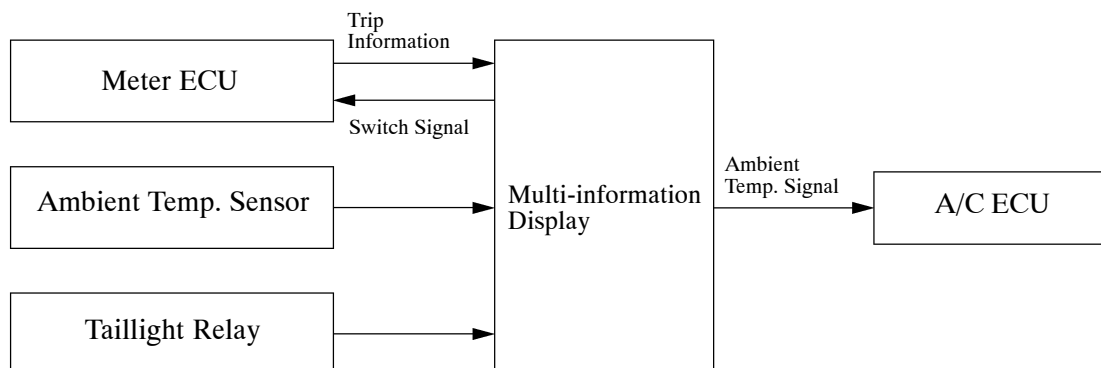 Trip
Information
Meter ECU
Switch Signal
Ambient Temp. Sensor
Multi-information
Display
Ambient
Temp. Signal
A/C ECU
Taillight Relay